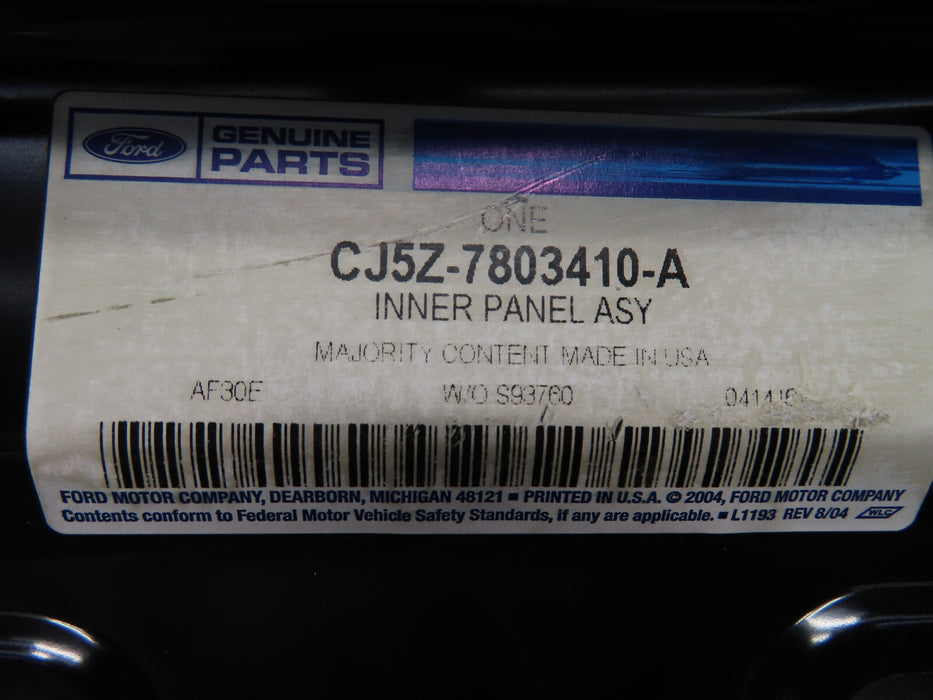 Ford GENUINE PARTS
ONE
CJ5Z-7803410-A
INNER PANEL ASY
MAJORITY CONTENT MADE IN USA
AF30E W/O S93760
FORD MOTOR COMPANY, DEARBORN, MICHIGAN 48121 ■ PRINTED IN U.S.A. © 2004, FORD MOTOR COMPANY
Contents conform to Federal Motor Vehicle Safety Standards, if any are applicable. ■ L1193 REV 8/04 WLC